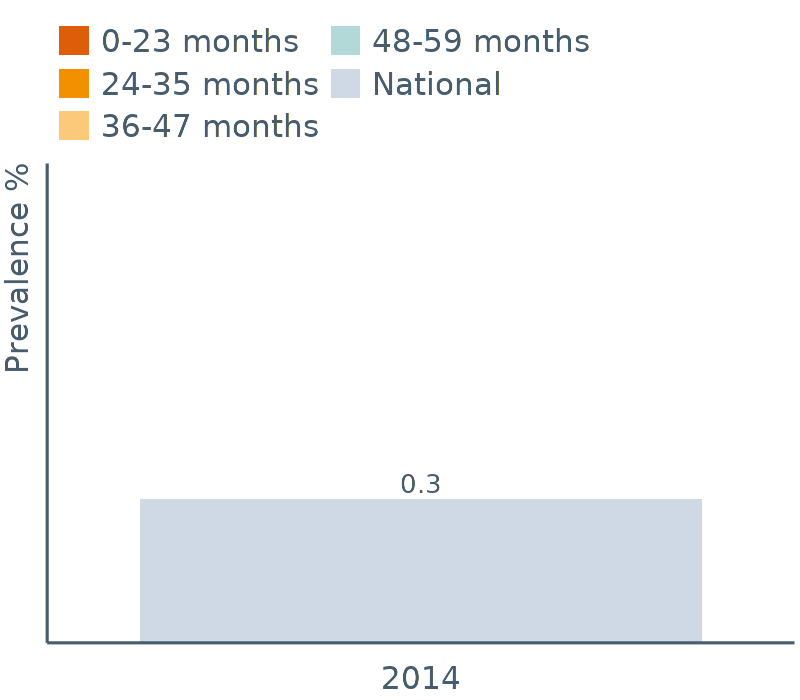 0-23 months
24-35 months
36-47 months
48-59 months
National
Prevalence %
0.3
2014